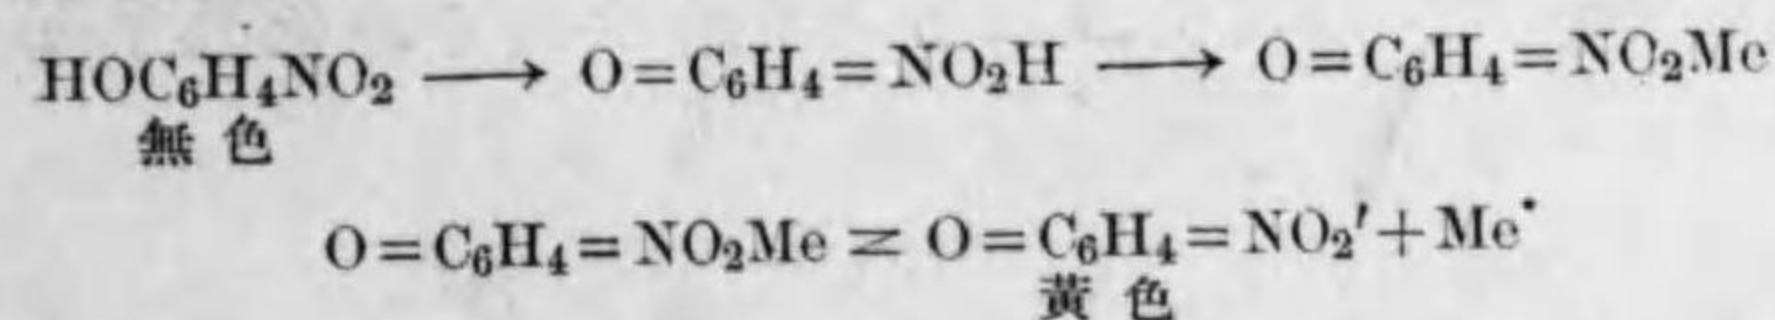 HOC₆H₄NO₂ ⟶ O=C₆H₄=NO₂H ⟶ O=C₆H₄=NO₂Me
無色
O=C₆H₄=NO₂Me ⇄ O=C₆H₄=NO₂′+Me˙
黄色